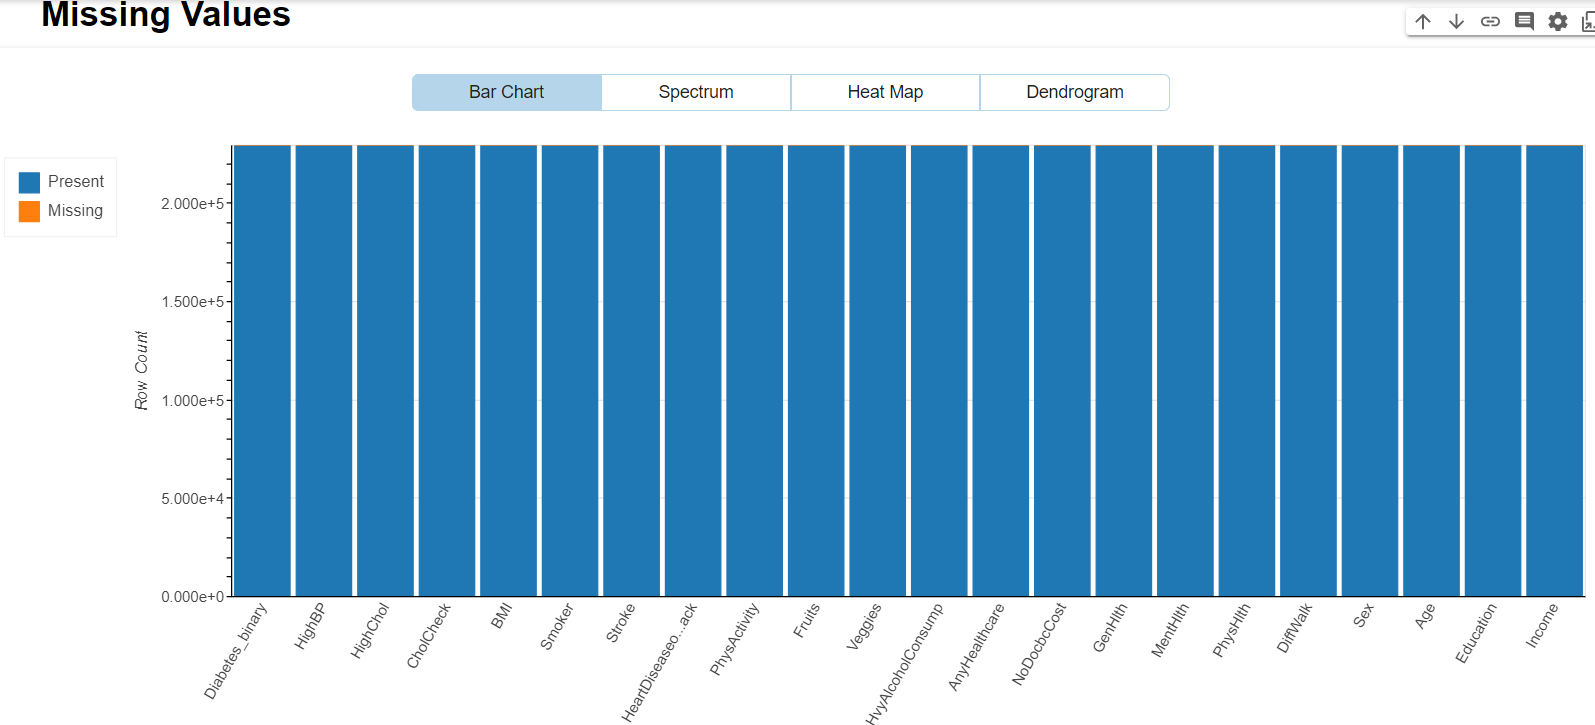 Missing Values
Bar Chart
Spectrum
Heat Map
Dendrogram
Present
Missing
2.000e+5
1.500e+5
1.000e+5
5.000e+4
0.000e+0
Row Count
Diabetes_binary
HighBP
HighChol
CholCheck
BMI
Smoker
Stroke
HeartDiseaseo...ack
PhysActivity
Fruits
Veggies
HvyAlcoholConsump
AnyHealthcare
NoDocbcCost
GenHlth
MentHlth
PhysHlth
DiffWalk
Sex
Age
Education
Income